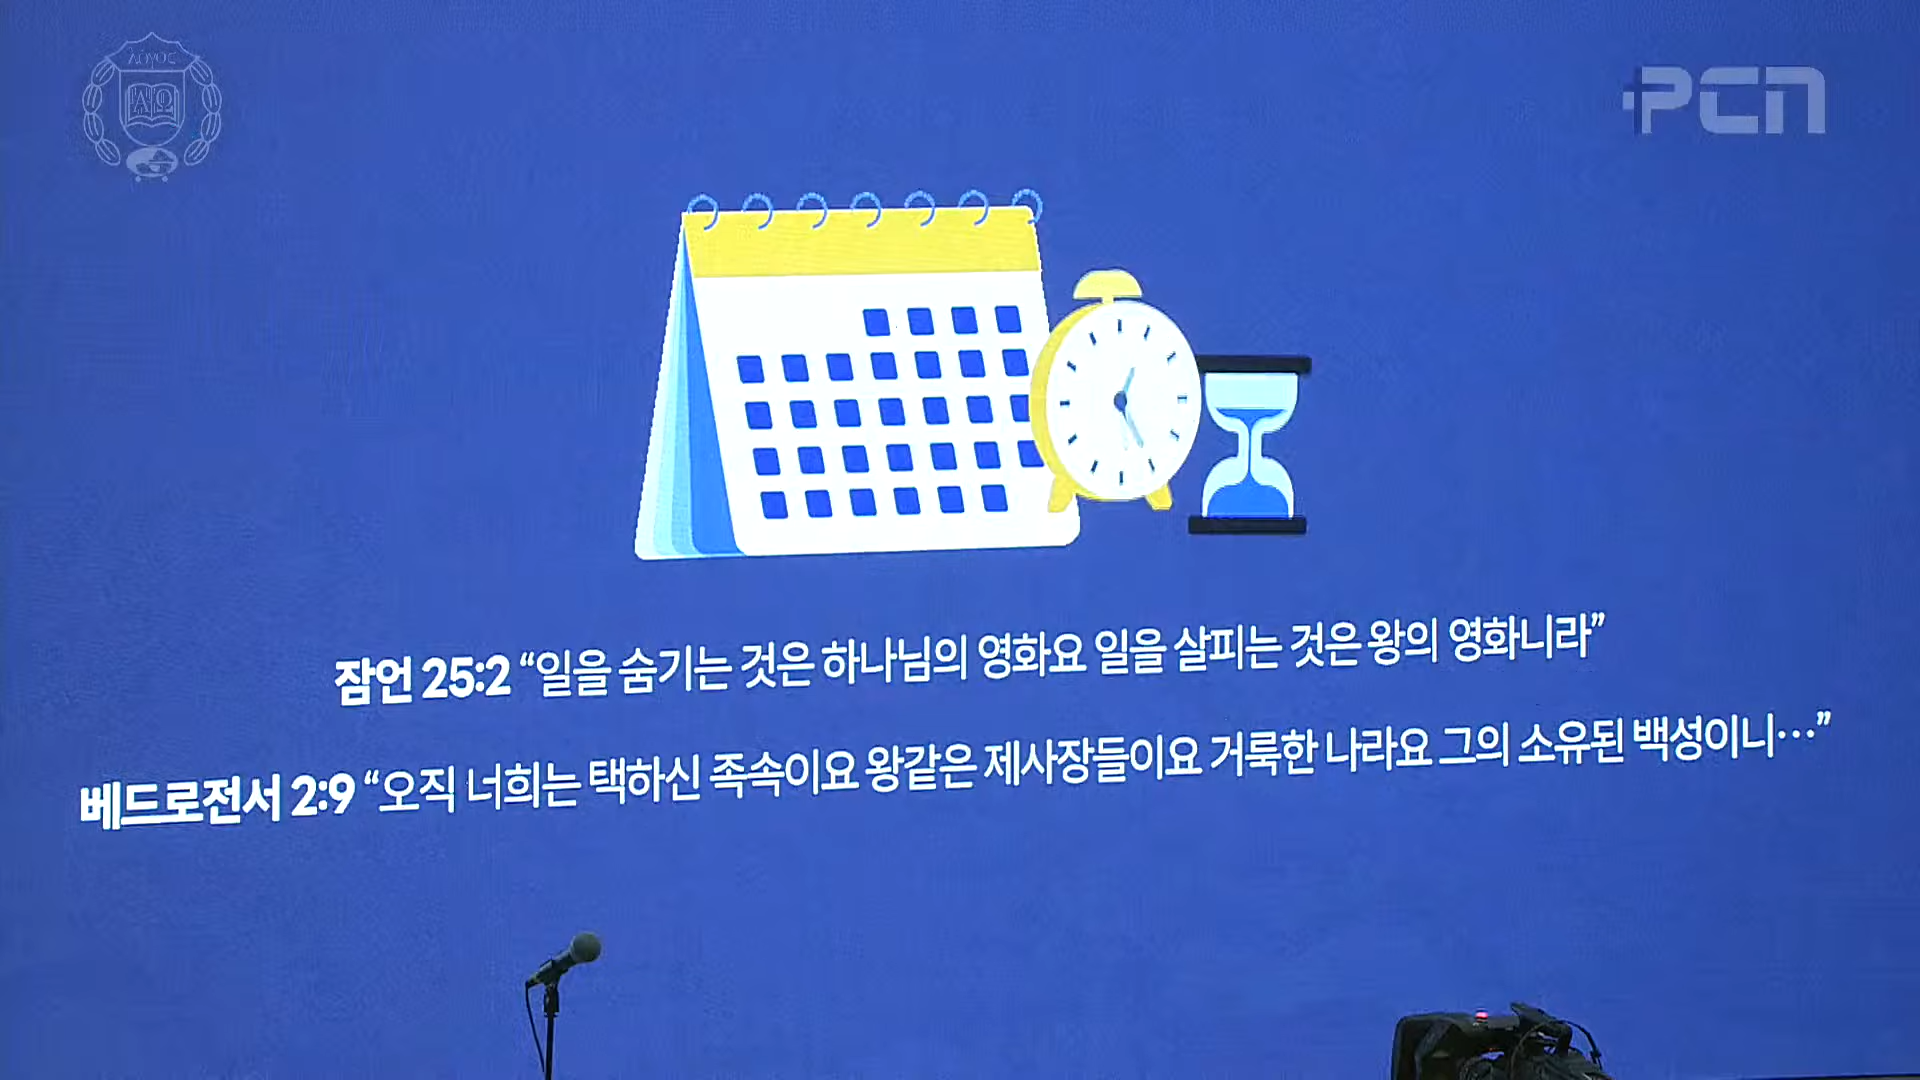 ΛΟΓΟΣ
ΑΩ
PCN
잠언 25:2 “일을 숨기는 것은 하나님의 영화요 일을 살피는 것은 왕의 영화니라”
베드로전서 2:9 “오직 너희는 택하신 족속이요 왕같은 제사장들이요 거룩한 나라요 그의 소유된 백성이니…”